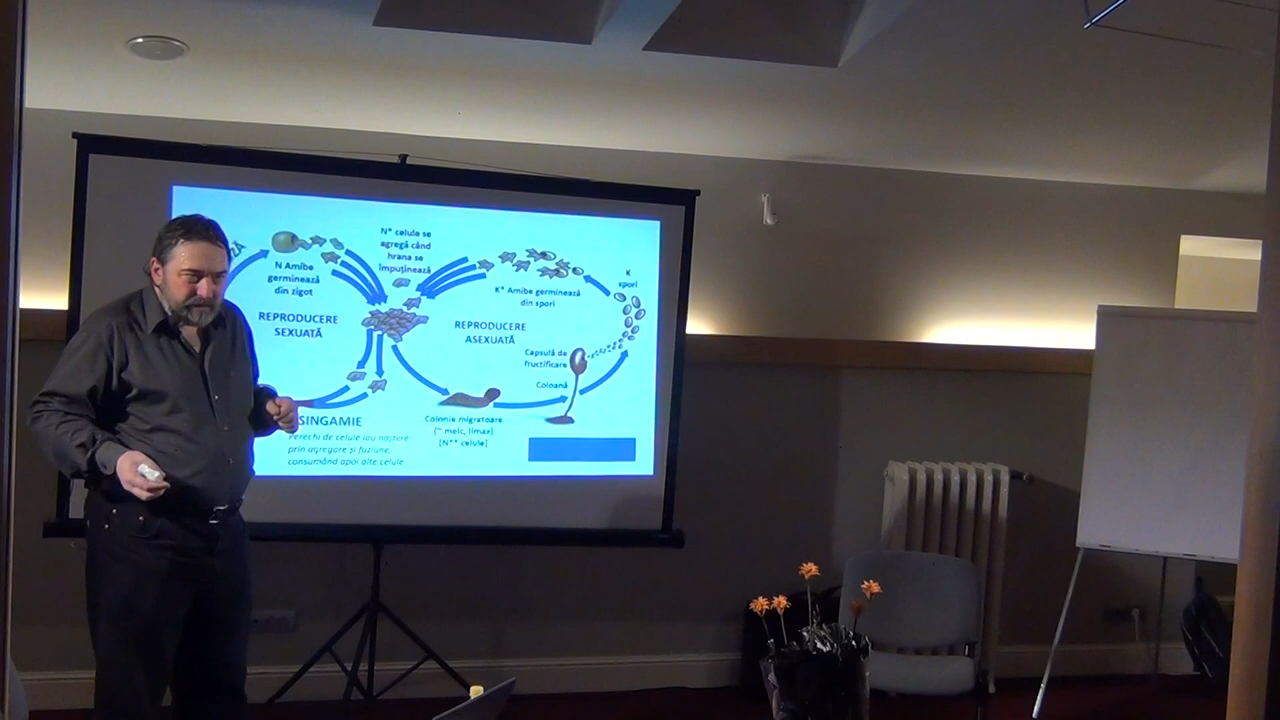 N Amibe
germinează
din zigot
N* celule se
agregă când
hrana se
împuținează
K* Amibe germinează
din spori
K
spori
REPRODUCERE
SEXUATĂ
REPRODUCERE
ASEXUATĂ
Capsulă de
fructificare
Coloană
SINGAMIE
Perechi de celule iau naștere
prin agregare și fuziune,
consumând apoi alte celule
Colonie migratoare
(~ melc, limax)
(N** celule)